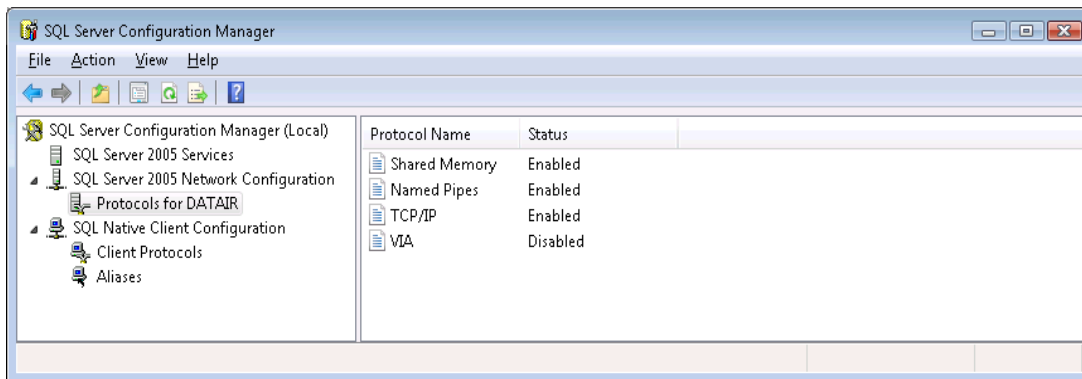 SQL Server Configuration Manager
File Action View Help
SQL Server Configuration Manager (Local)
SQL Server 2005 Services
SQL Server 2005 Network Configuration
Protocols for DATAIR
SQL Native Client Configuration
Client Protocols
Aliases
Protocol Name Status
Shared Memory Enabled
Named Pipes Enabled
TCP/IP Enabled
VIA Disabled